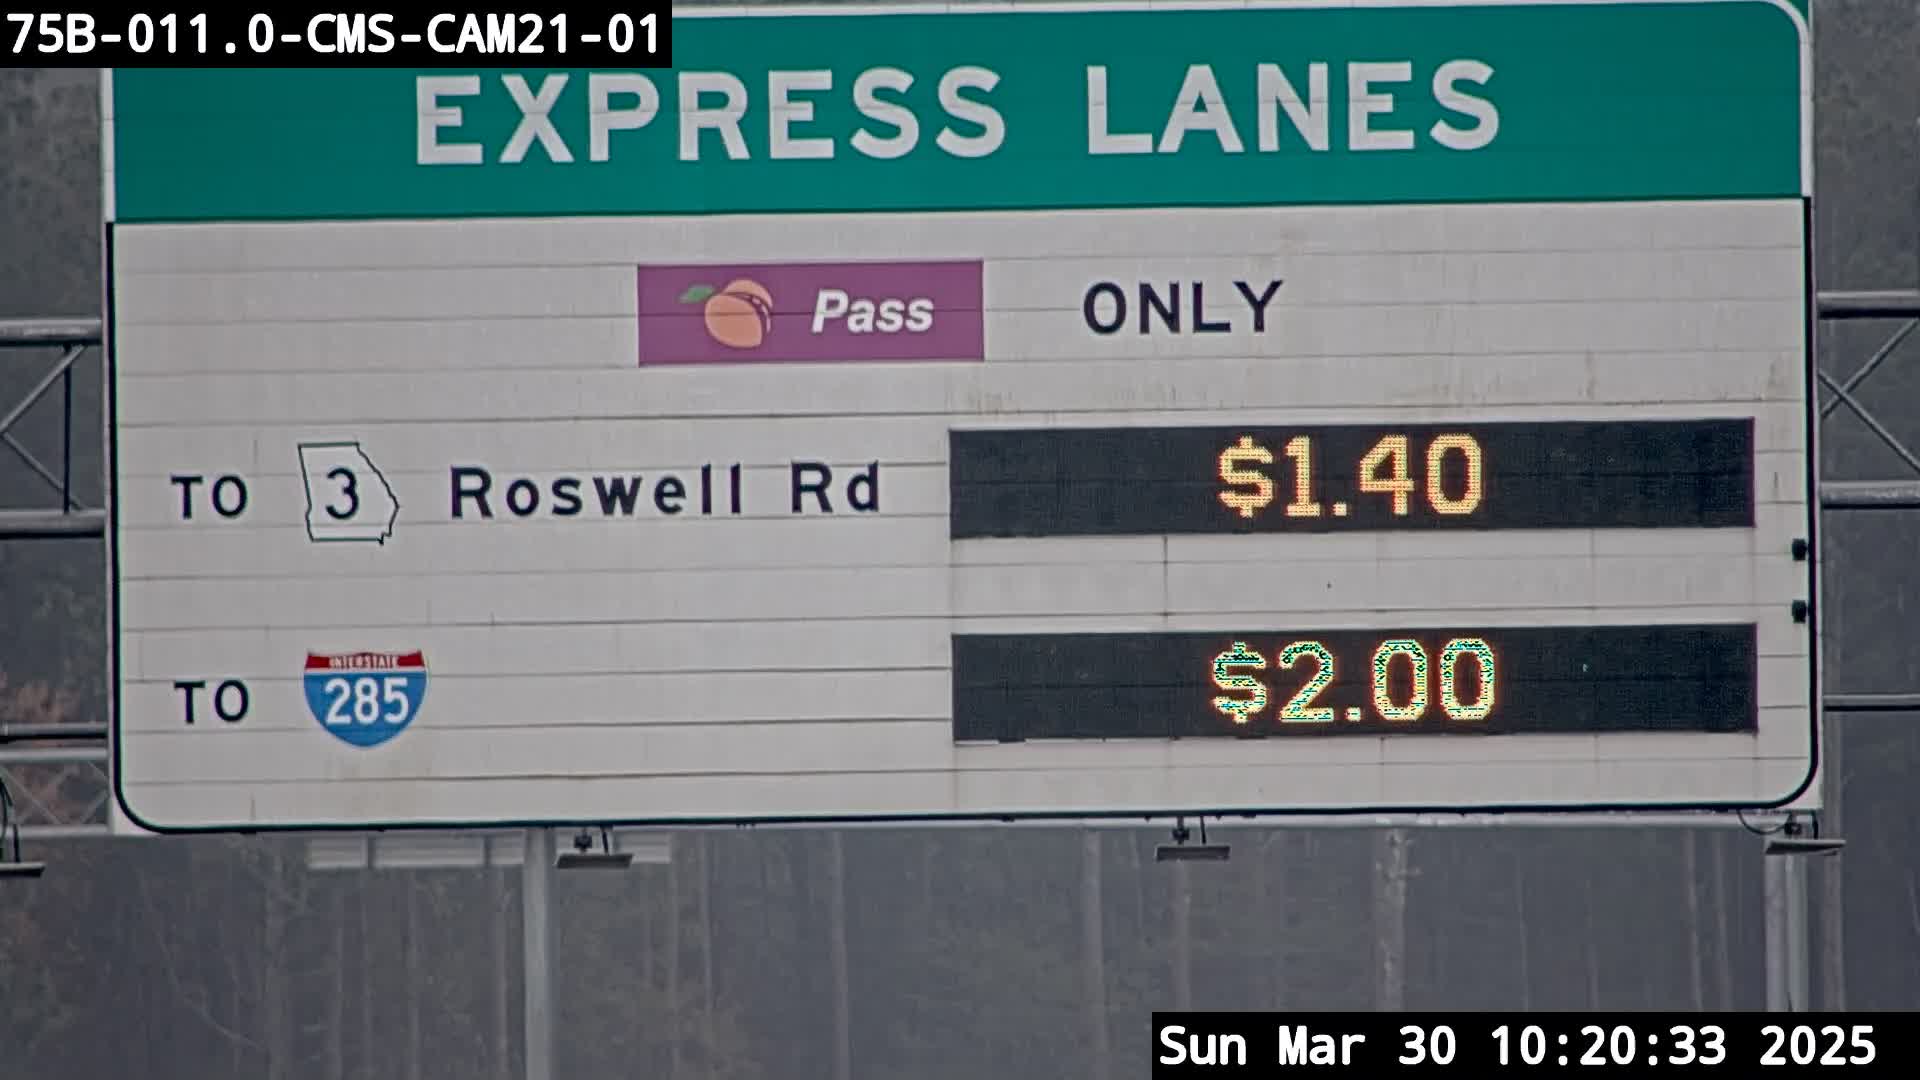 75B-011.0-CMS-CAM21-01
EXPRESS LANES
Pass ONLY
TO 3 Roswell Rd $1.40
INTERSTATE
TO 285 $2.00
Sun Mar 30 10:20:33 2025